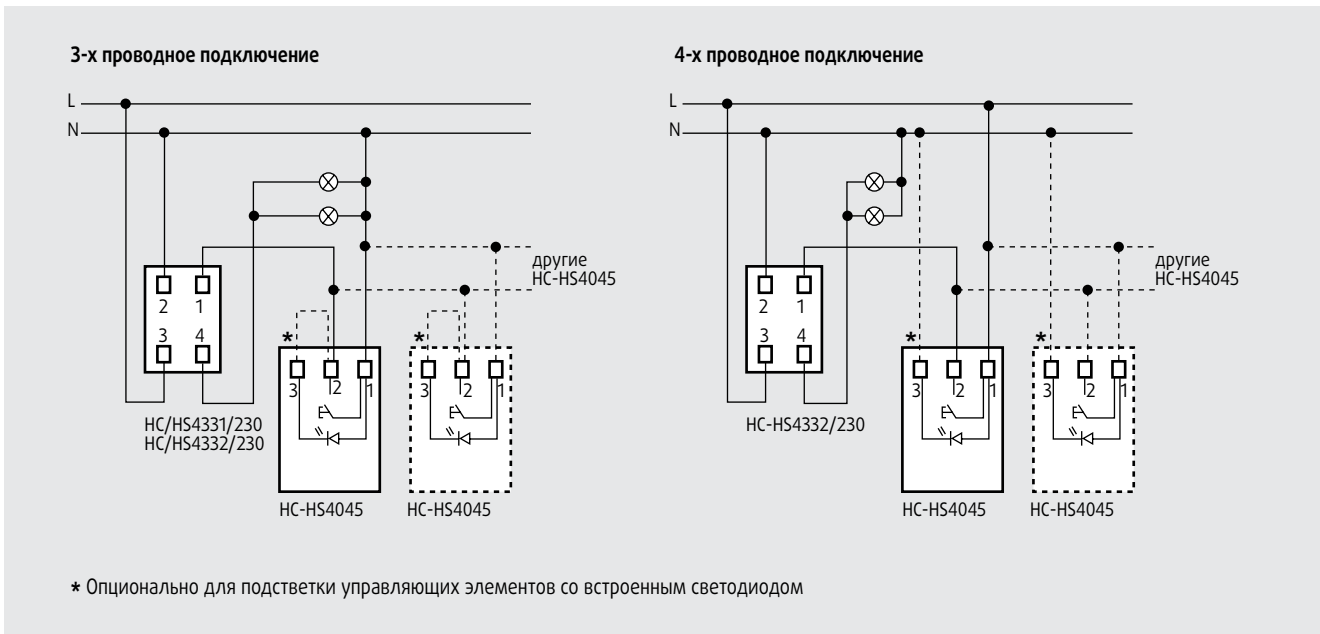 3-х проводное подключение
L
N
другие
HC-HS4045
2 1
3 4
*
*
3 2 1
3 2 1
HC/HS4331/230
HC/HS4332/230
HC-HS4045
HC-HS4045
4-х проводное подключение
L
N
другие
HC-HS4045
2 1
3 4
*
*
3 2 1
3 2 1
HC-HS4332/230
HC-HS4045
HC-HS4045
* Опционально для подстветки управляющих элементов со встроенным светодиодом